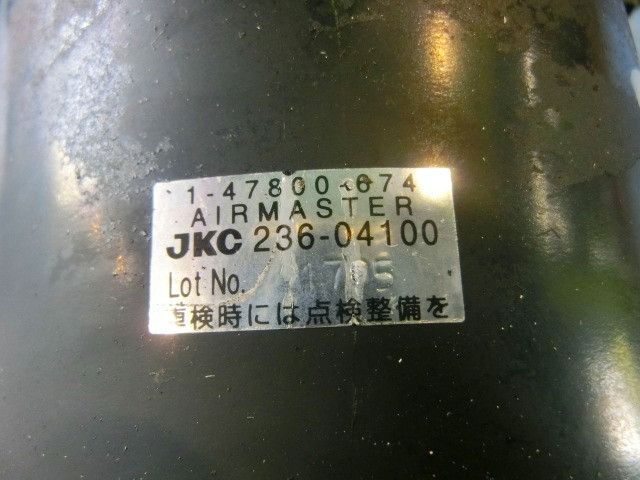 1-47800-674
AIRMASTER
JKC 236-04100
Lot No.
車検時には点検整備を